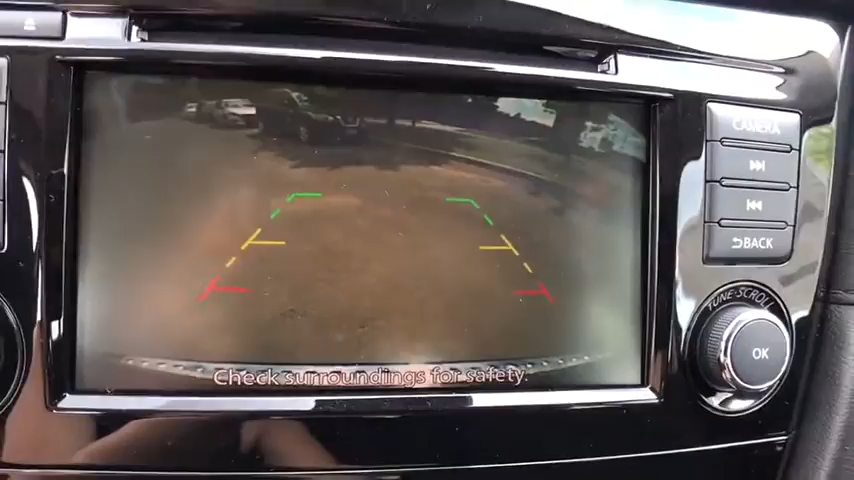 CAMERA
BACK
TUNE·SCROLL
OK
Check surroundings for safety.